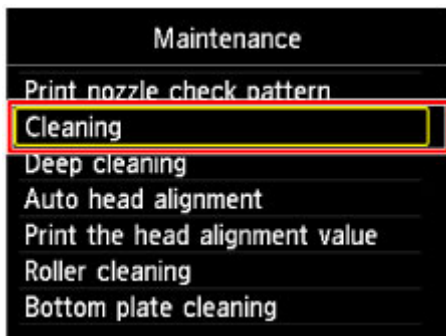 Maintenance
Print nozzle check pattern
Cleaning
Deep cleaning
Auto head alignment
Print the head alignment value
Roller cleaning
Bottom plate cleaning